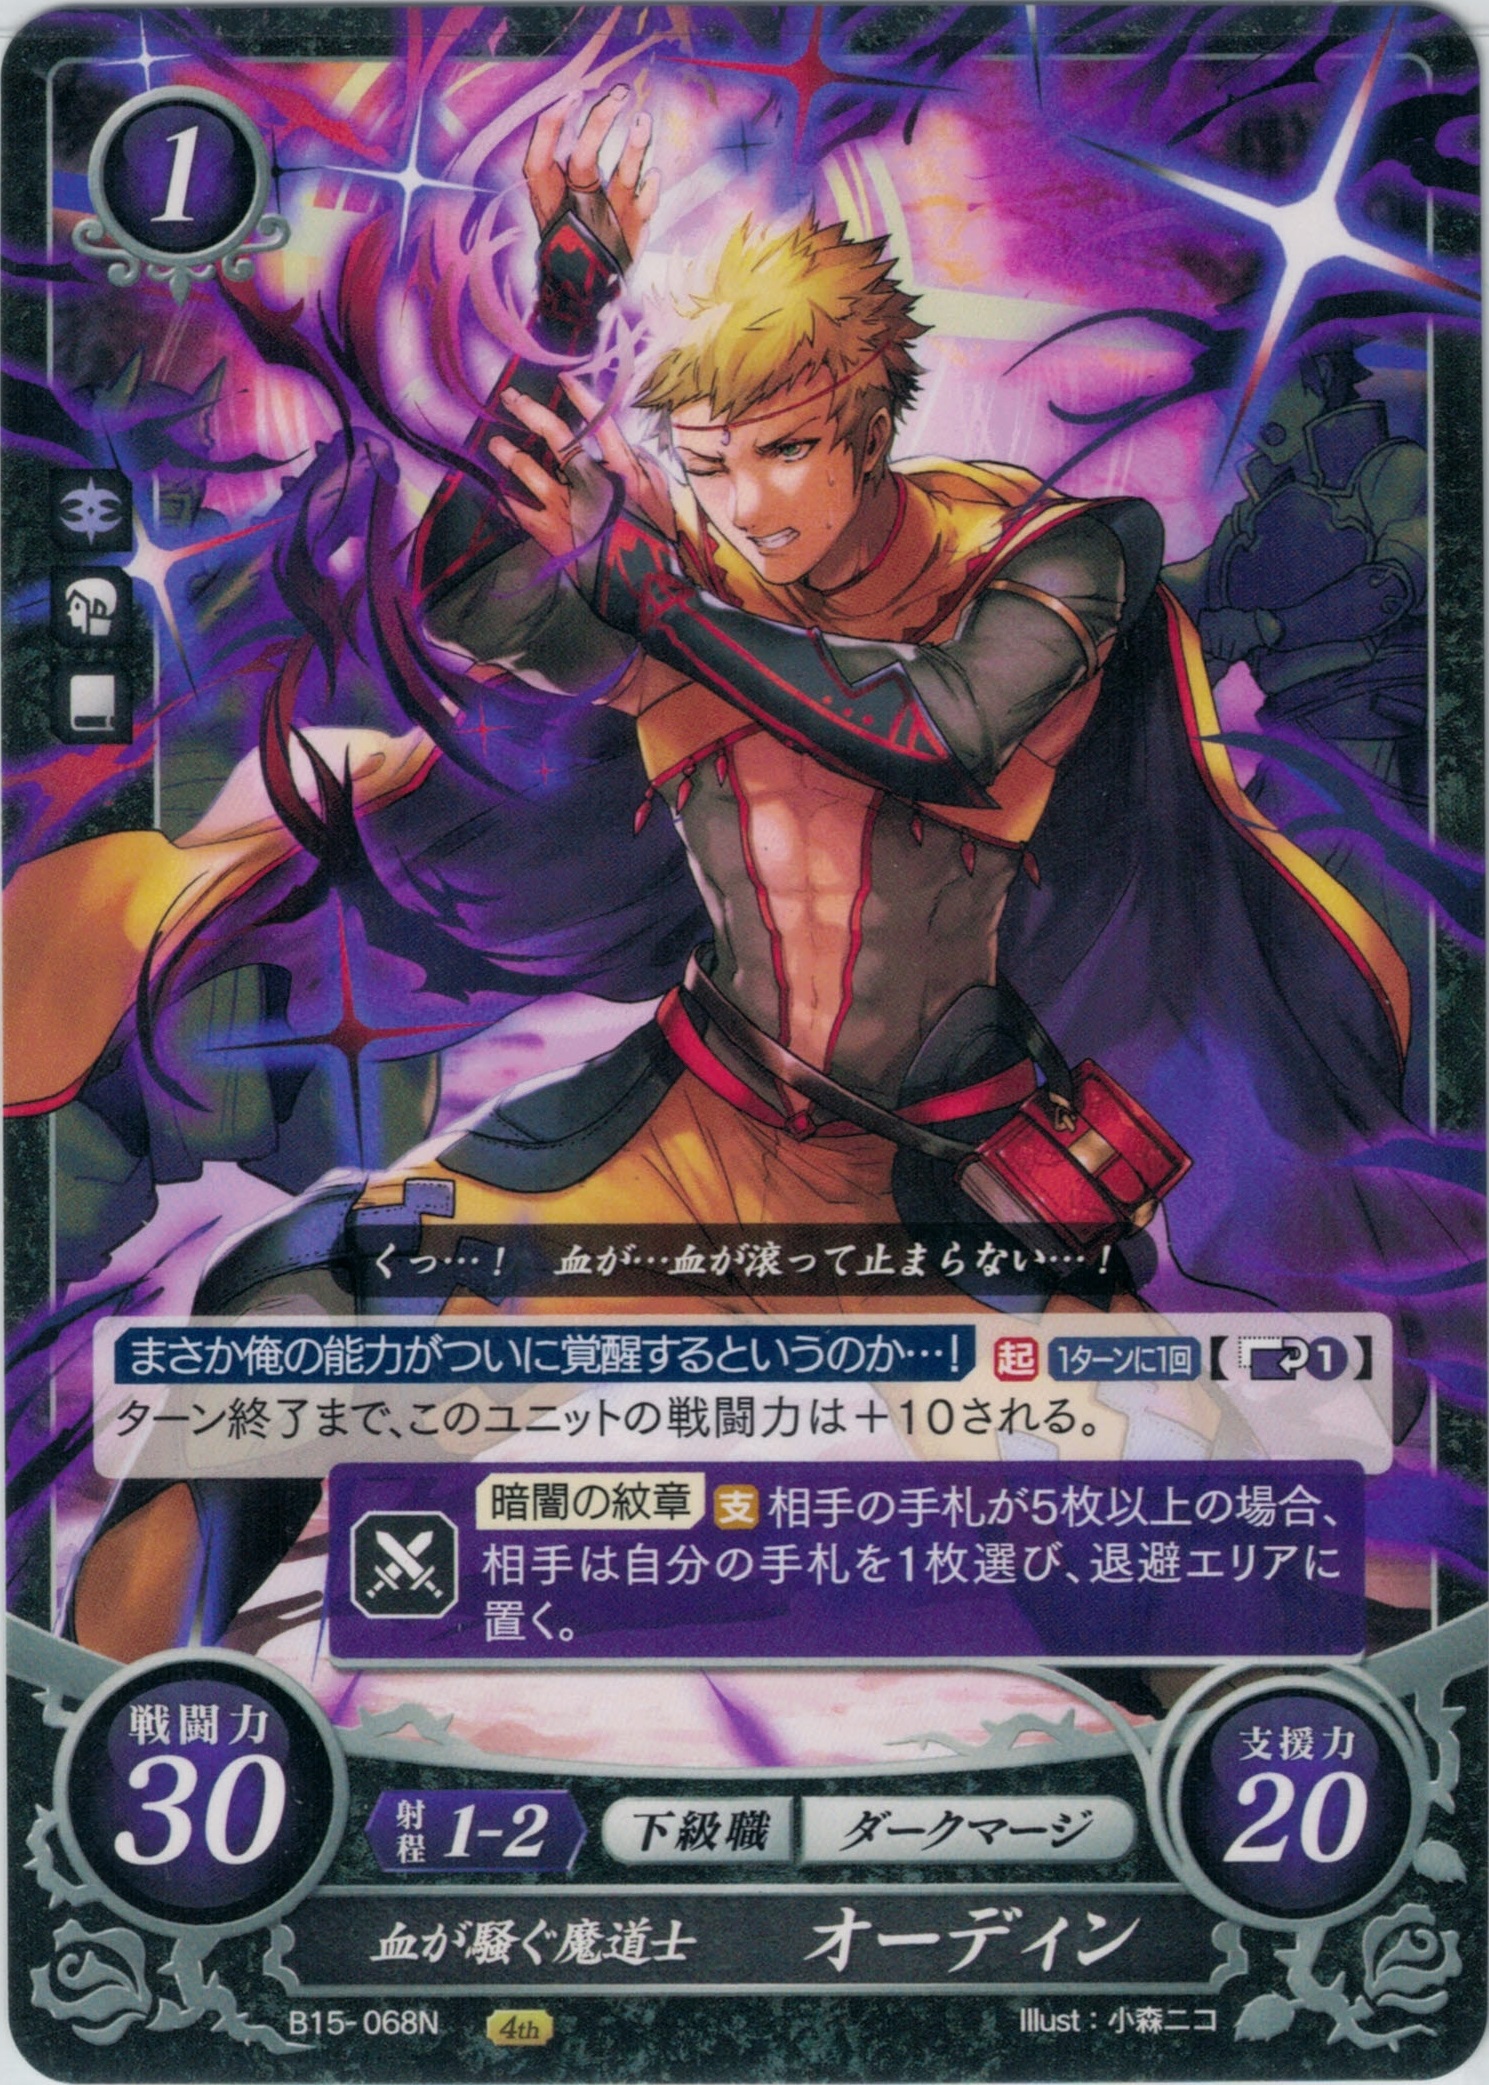 1
くっ…！　血が…血が滾って止まらない…！
まさか俺の能力がついに覚醒するというのか…！ 起 1ターンに1回【1】
ターン終了まで、このユニットの戦闘力は＋10される。
暗闇の紋章 支 相手の手札が5枚以上の場合、
相手は自分の手札を1枚選び、退避エリアに
置く。
戦闘力
30
射程 1-2
下級職
ダークマージ
支援力
20
血が騒ぐ魔道士　オーディン
B15-068N
4th
Illust：小森ニコ